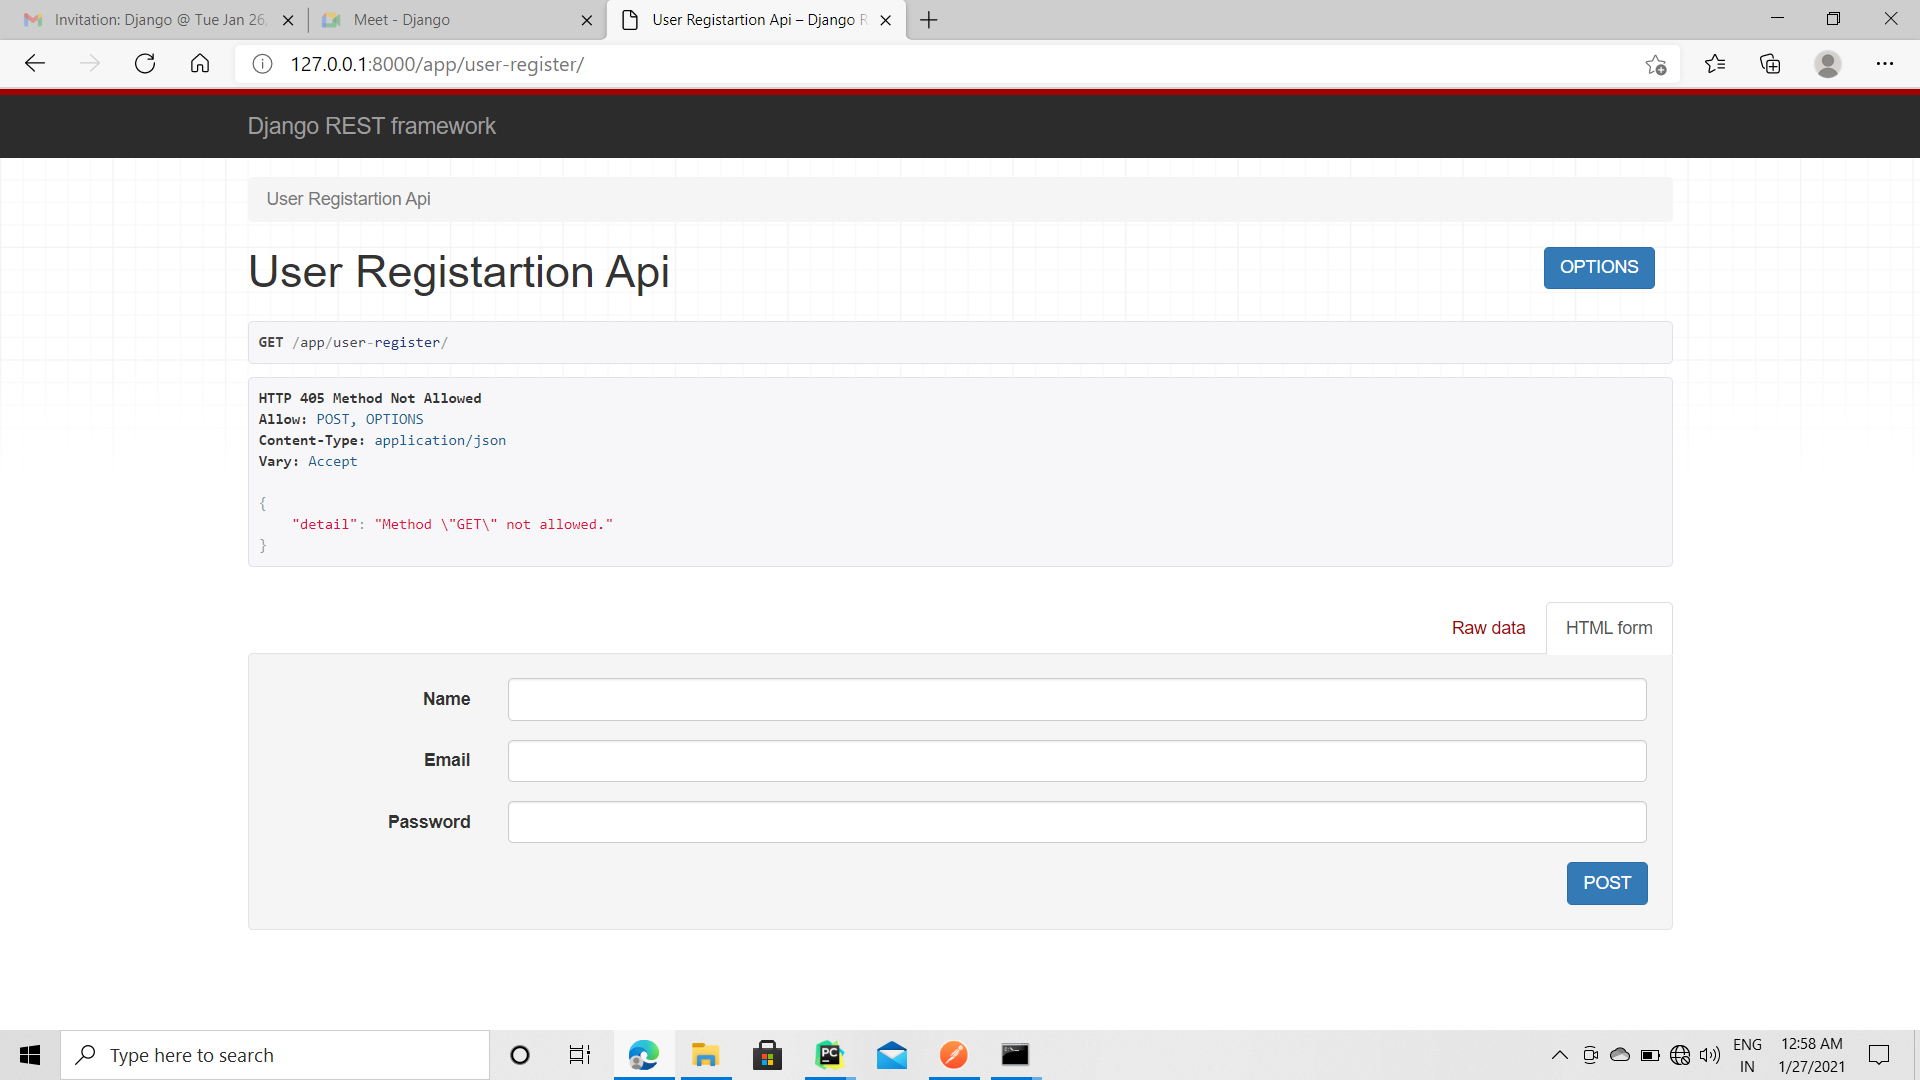 Invitation: Django @ Tue Jan 26,
Meet - Django
User Registartion Api – Django R
127.0.0.1:8000/app/user-register/
Django REST framework
User Registartion Api
User Registartion Api
OPTIONS
GET /app/user-register/
HTTP 405 Method Not Allowed
Allow: POST, OPTIONS
Content-Type: application/json
Vary: Accept
{
"detail": "Method \"GET\" not allowed."
}
Raw data
HTML form
Name
Email
Password
POST
Type here to search
PC
ENG
IN
12:58 AM
1/27/2021